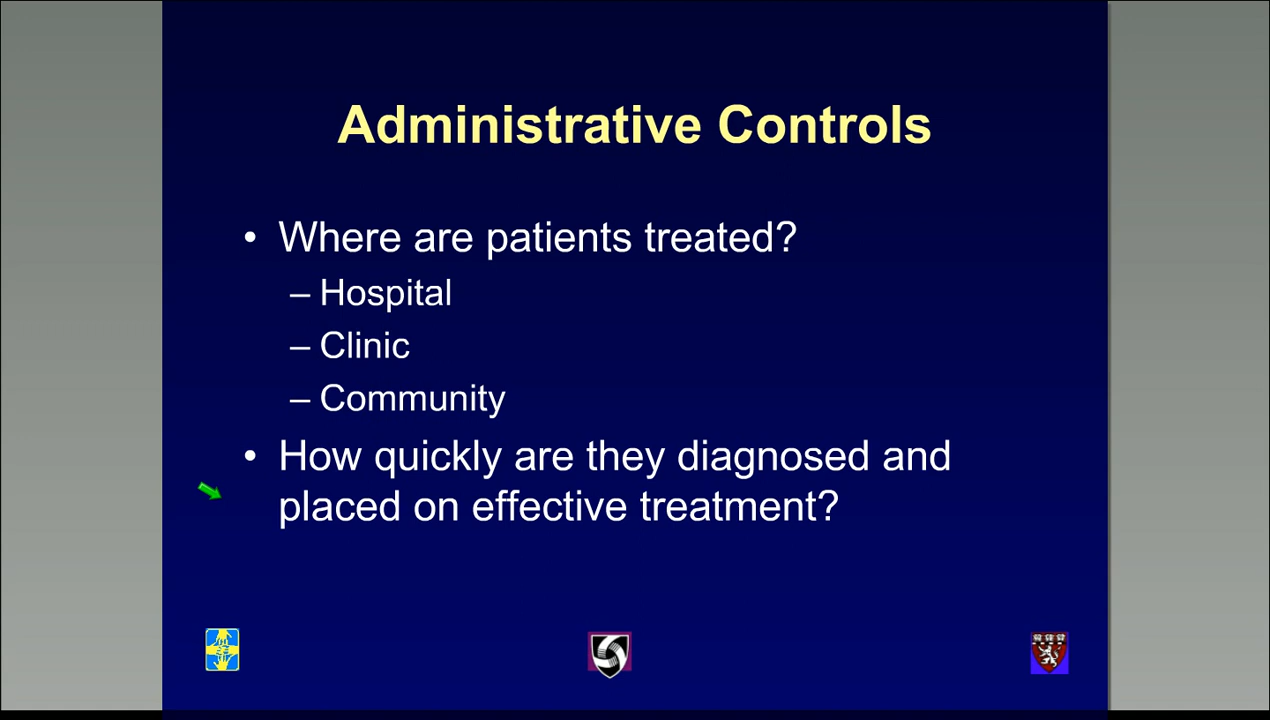 Administrative Controls
• Where are patients treated?
– Hospital
– Clinic
– Community
• How quickly are they diagnosed and
placed on effective treatment?